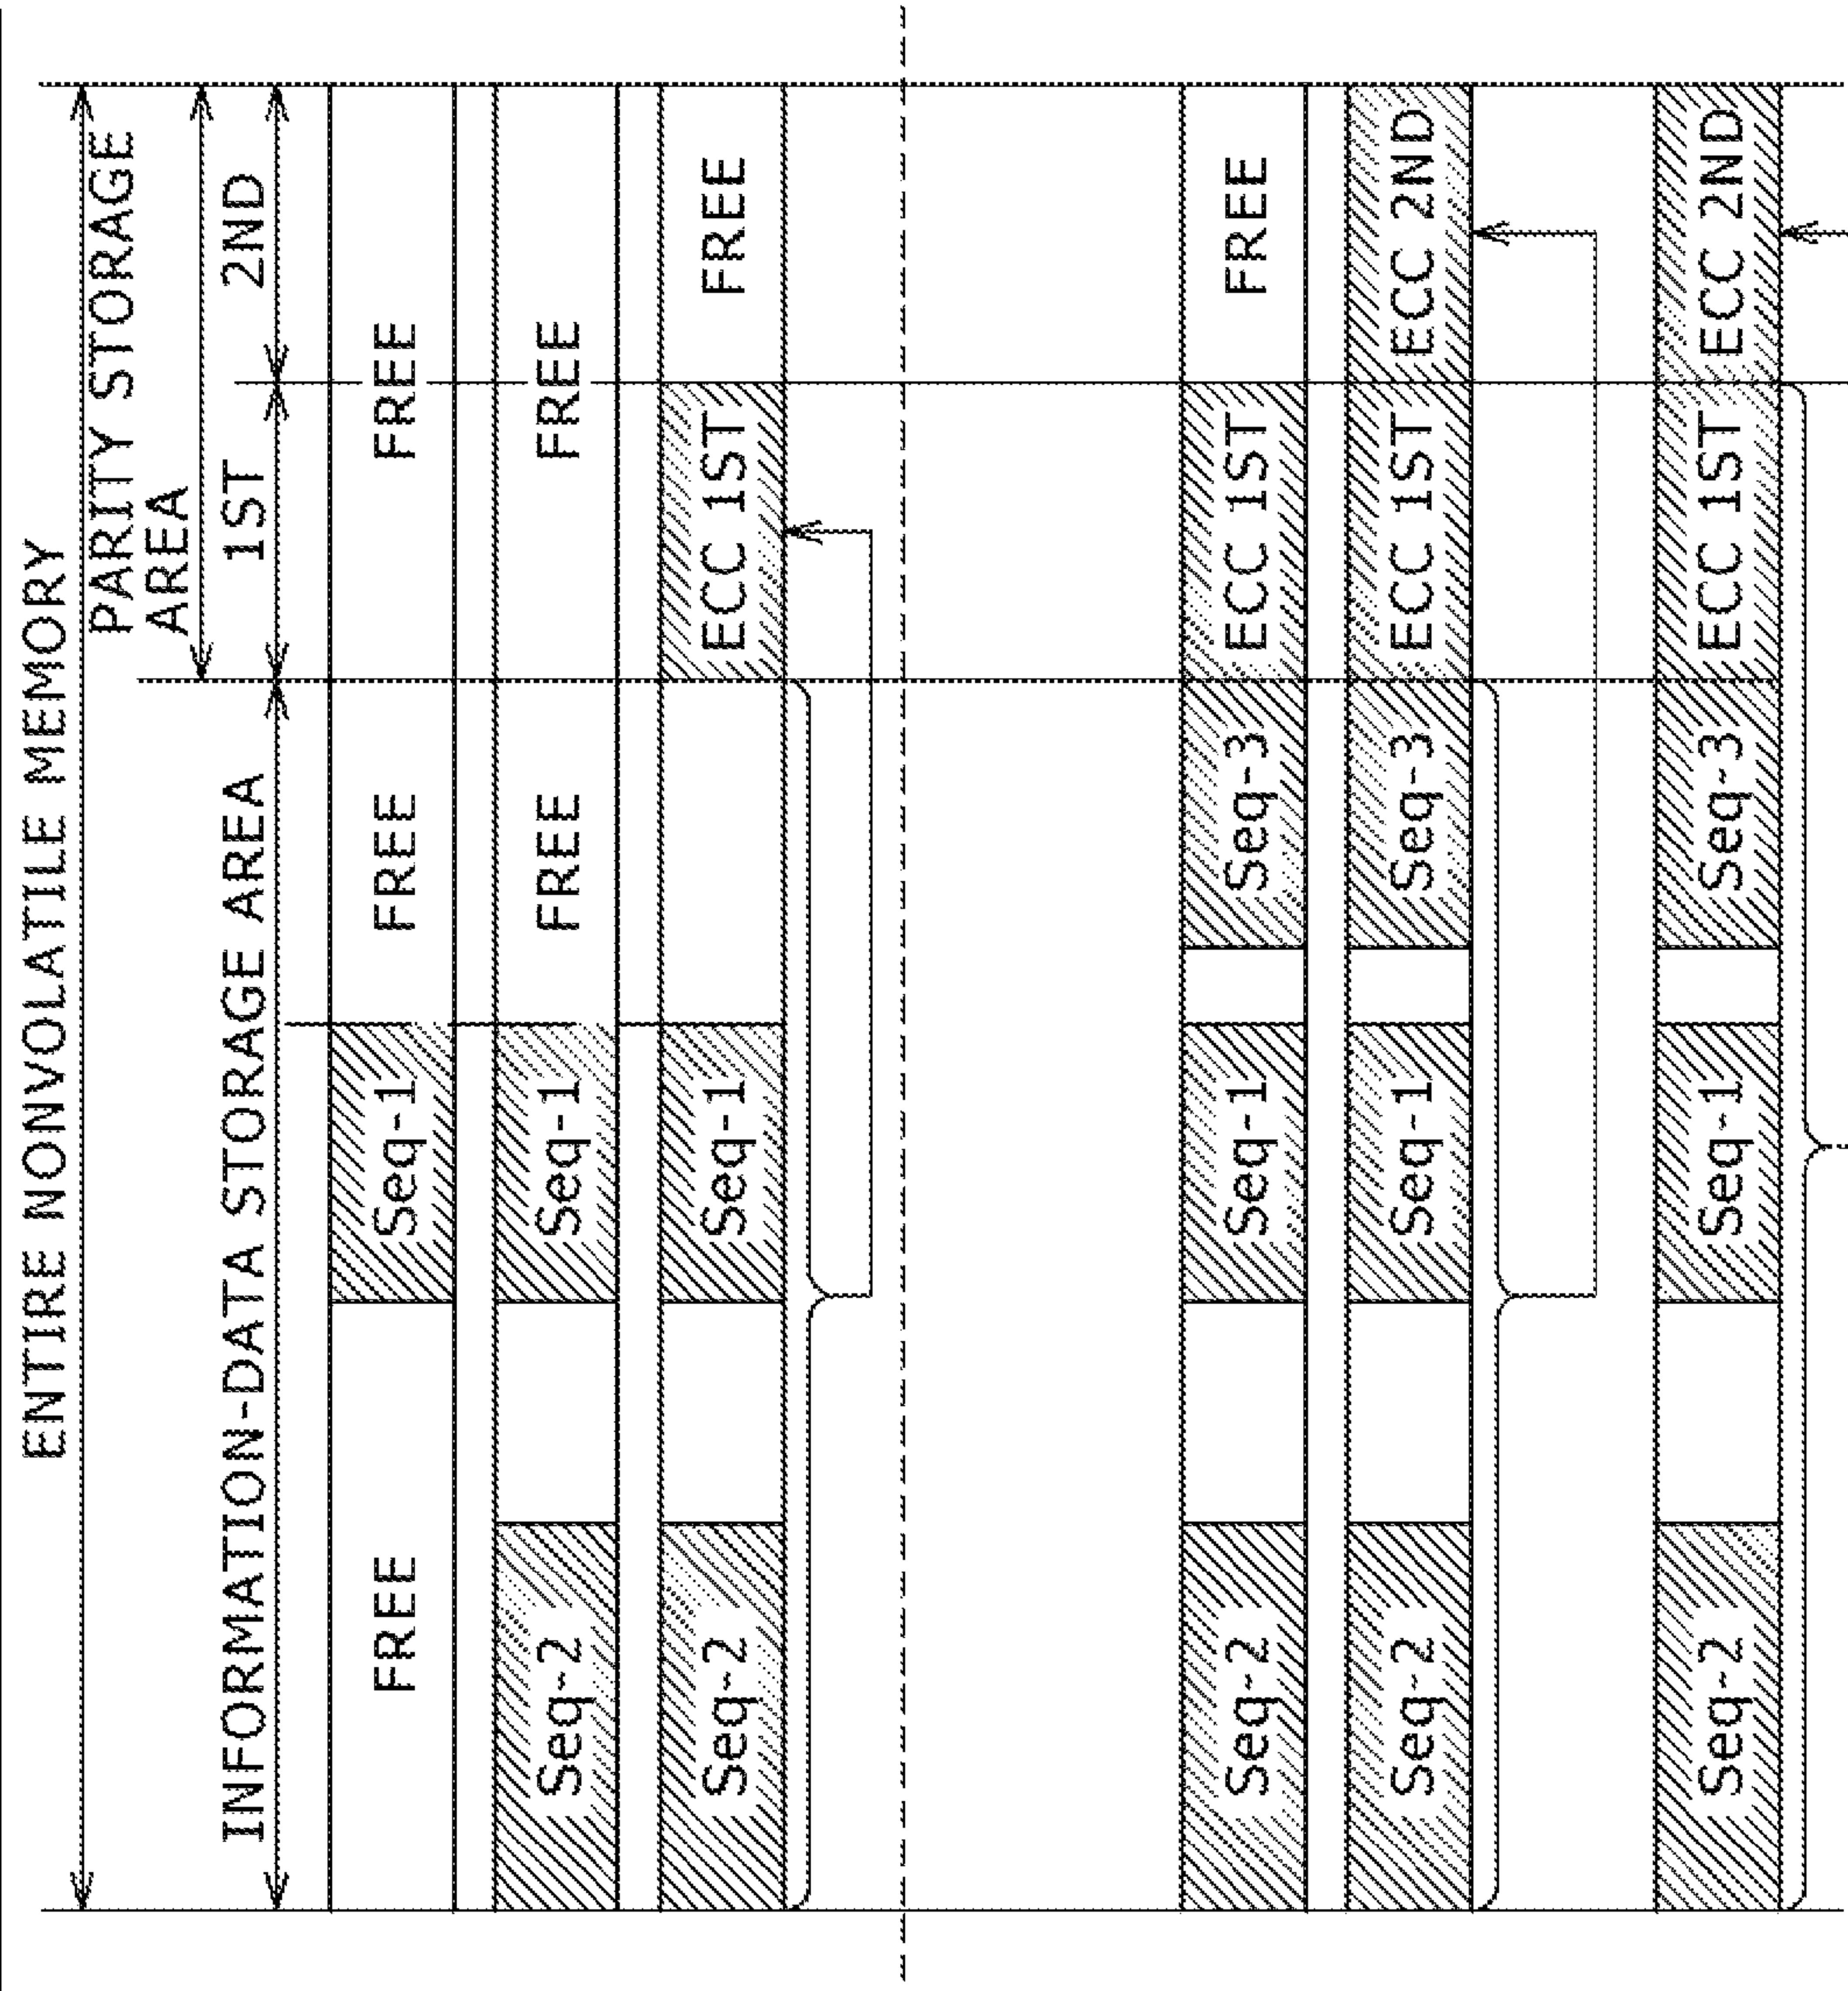 ENTIRE NONVOLATILE MEMORY
PARITY STORAGE
AREA
INFORMATION-DATA STORAGE AREA 1ST 2ND
FREE Seq-1 FREE FREE
Seq-2 Seq-1 FREE FREE
Seq-2 Seq-1 ECC 1ST FREE
Seq-2 Seq-1 Seq-3 ECC 1ST FREE
Seq-2 Seq-1 Seq-3 ECC 1ST ECC 2ND
Seq-2 Seq-1 Seq-3 ECC 1ST ECC 2ND